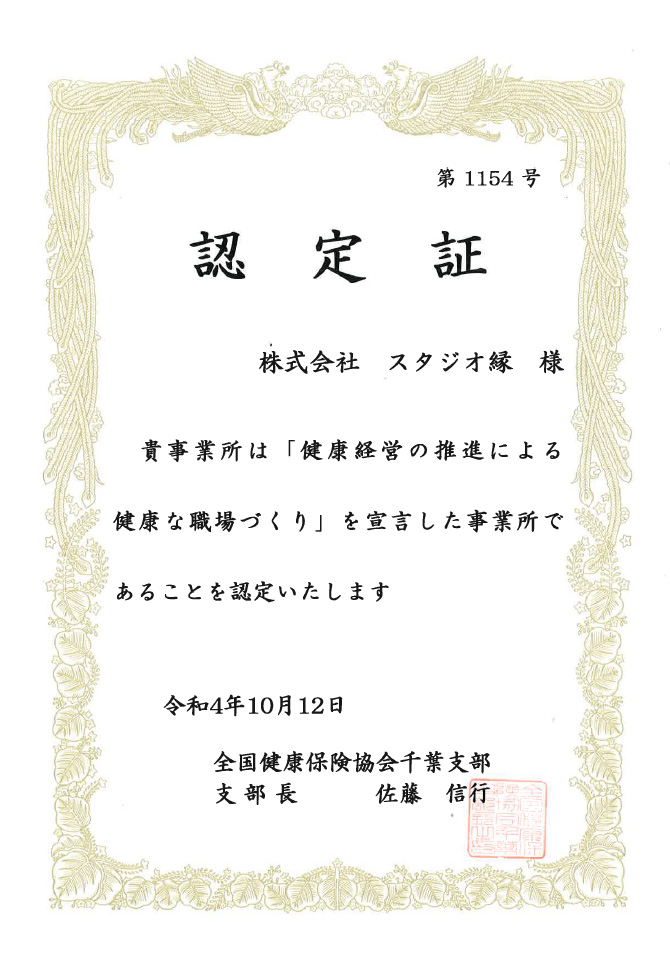 第 1154 号
認 定 証
株式会社　スタジオ縁　様
貴事業所は「健康経営の推進による
健康な職場づくり」を宣言した事業所で
あることを認定いたします
令和4年10月12日
全国健康保険協会千葉支部
支 部 長　　　佐藤　信行